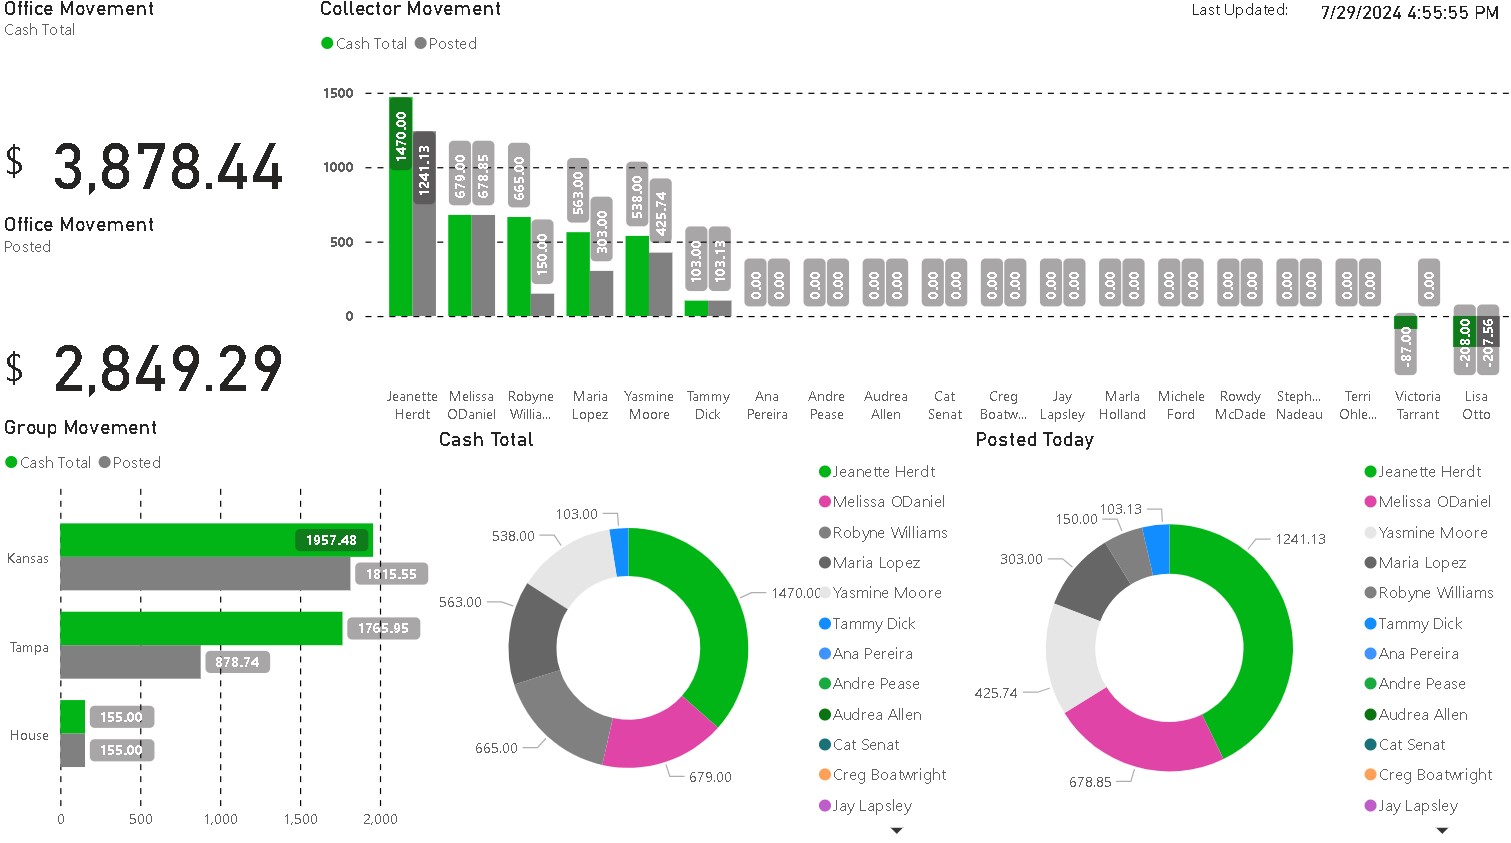 Office Movement
Cash Total
$ 3,878.44
Office Movement
Posted
$ 2,849.29
Collector Movement
Cash Total Posted
Last Updated: 7/29/2024 4:55:55 PM
1500
1000
500
0
1470.00 1241.13 679.00 678.85 665.00 150.00 563.00 303.00 538.00 425.74 103.00 103.13 0.00 0.00 0.00 0.00 0.00 0.00 0.00 0.00 0.00 0.00 0.00 0.00 0.00 0.00 0.00 0.00 0.00 0.00 0.00 0.00 0.00 0.00 -87.00 0.00 -208.00 -207.56
Jeanette Herdt
Melissa ODaniel
Robyne Willia...
Maria Lopez
Yasmine Moore
Tammy Dick
Ana Pereira
Andre Pease
Audrea Allen
Cat Senat
Creg Boatw...
Jay Lapsley
Marla Holland
Michele Ford
Rowdy McDade
Steph... Nadeau
Terri Ohle...
Victoria Tarrant
Lisa Otto
Group Movement
Cash Total Posted
Kansas
1957.48
1815.55
Tampa
1765.95
878.74
House
155.00
155.00
0 500 1,000 1,500 2,000
Cash Total
103.00
538.00
563.00
665.00
679.00
1470.00
Jeanette Herdt
Melissa ODaniel
Robyne Williams
Maria Lopez
Yasmine Moore
Tammy Dick
Ana Pereira
Andre Pease
Audrea Allen
Cat Senat
Creg Boatwright
Jay Lapsley
Posted Today
103.13
150.00
303.00
425.74
678.85
1241.13
Jeanette Herdt
Melissa ODaniel
Yasmine Moore
Maria Lopez
Robyne Williams
Tammy Dick
Ana Pereira
Andre Pease
Audrea Allen
Cat Senat
Creg Boatwright
Jay Lapsley